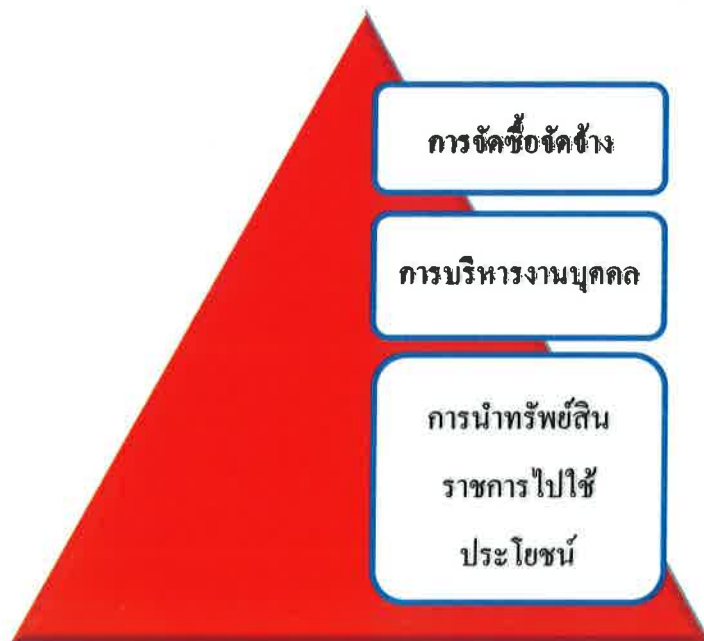 การจัดซื้อจัดจ้าง
การบริหารงานบุคคล
การนำทรัพย์สิน
ราชการไปใช้
ประโยชน์